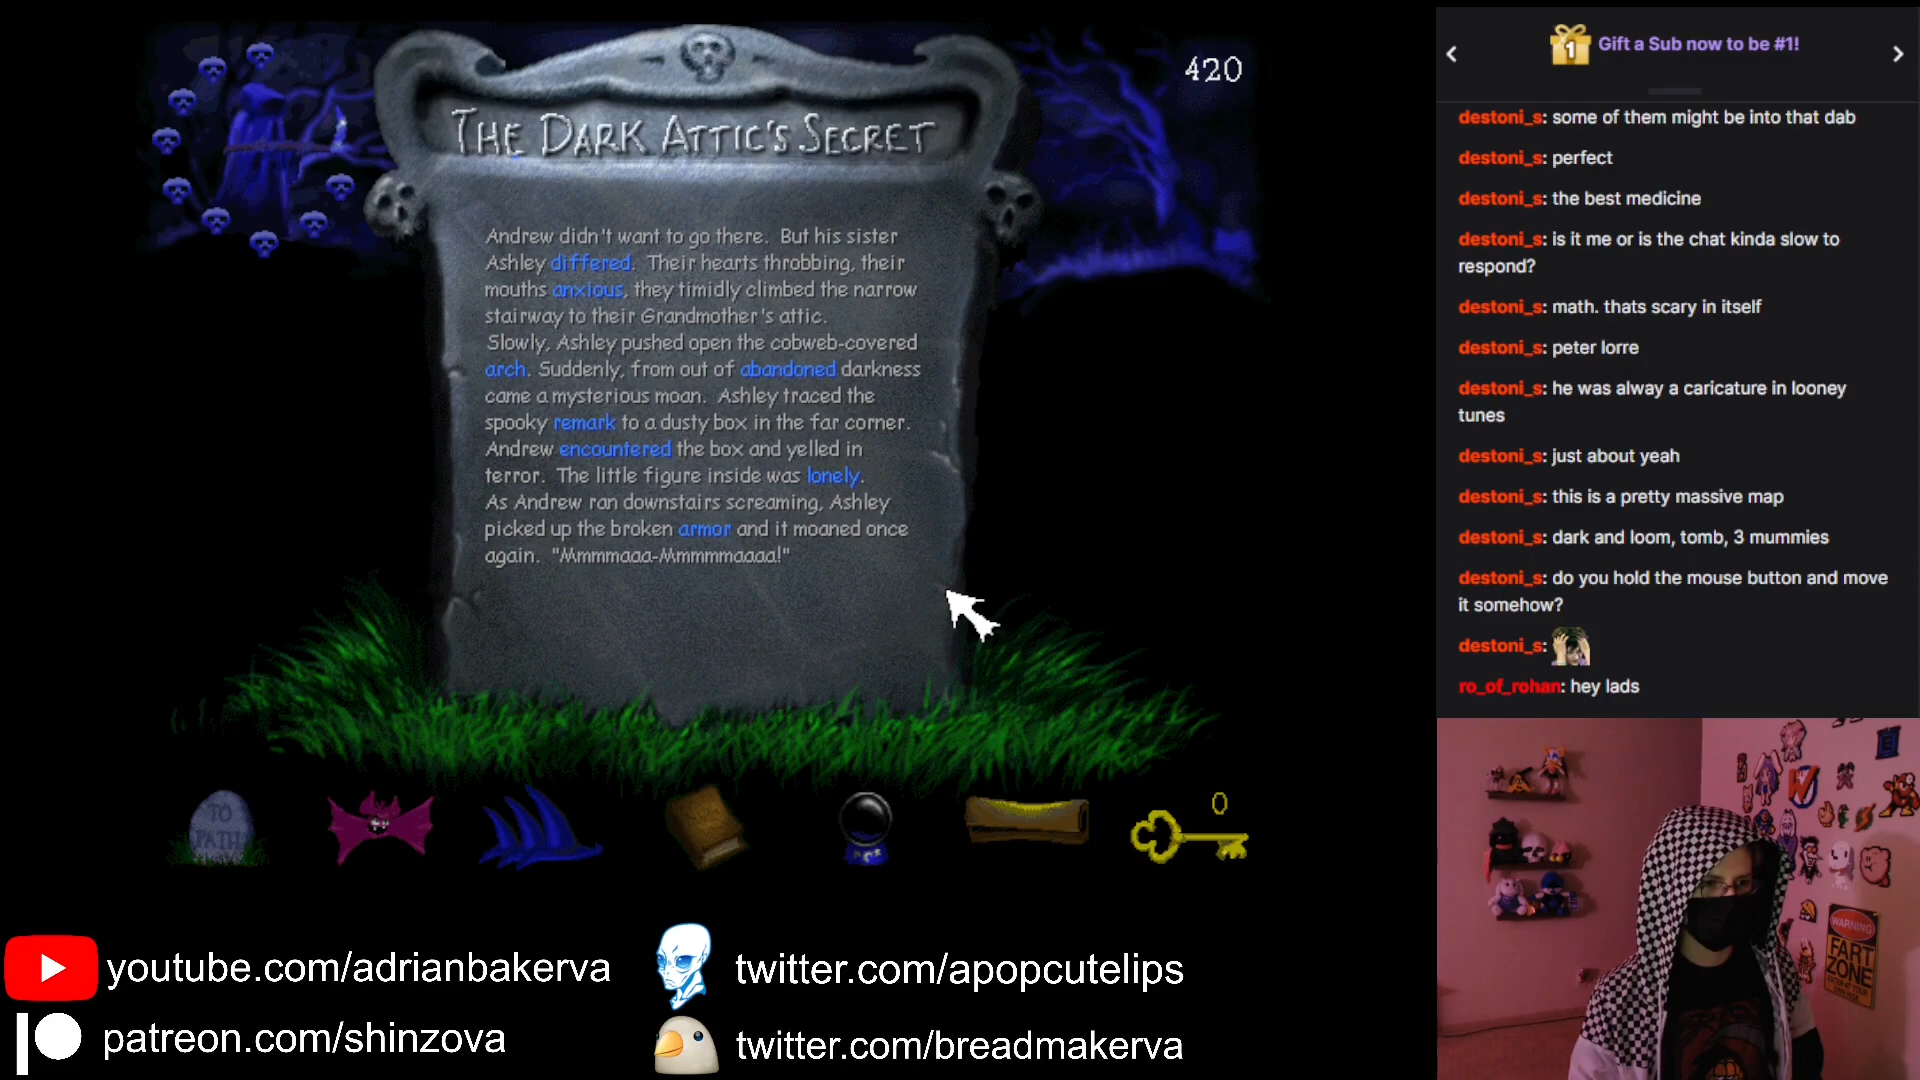 420
THE DARK ATTIC'S SECRET
Andrew didn't want to go there. But his sister
Ashley differed. Their hearts throbbing, their
mouths anxious, they timidly climbed the narrow
stairway to their Grandmother's attic.
Slowly, Ashley pushed open the cobweb-covered
arch. Suddenly, from out of abandoned darkness
came a mysterious moan. Ashley traced the
spooky remark to a dusty box in the far corner.
Andrew encountered the box and yelled in
terror. The little figure inside was lonely.
As Andrew ran downstairs screaming, Ashley
picked up the broken armor and it moaned once
again. "Mmmmaaa-Mmmmmaaaa!"
TO
PATH
0
youtube.com/adrianbakerva
twitter.com/apopcutelips
patreon.com/shinzova
twitter.com/breadmakerva
1
Gift a Sub now to be #1!
destoni_s: some of them might be into that dab
destoni_s: perfect
destoni_s: the best medicine
destoni_s: is it me or is the chat kinda slow to
respond?
destoni_s: math. thats scary in itself
destoni_s: peter lorre
destoni_s: he was alway a caricature in looney
tunes
destoni_s: just about yeah
destoni_s: this is a pretty massive map
destoni_s: dark and loom, tomb, 3 mummies
destoni_s: do you hold the mouse button and move
it somehow?
destoni_s:
ro_of_rohan: hey lads
WARNING
FART
ZONE